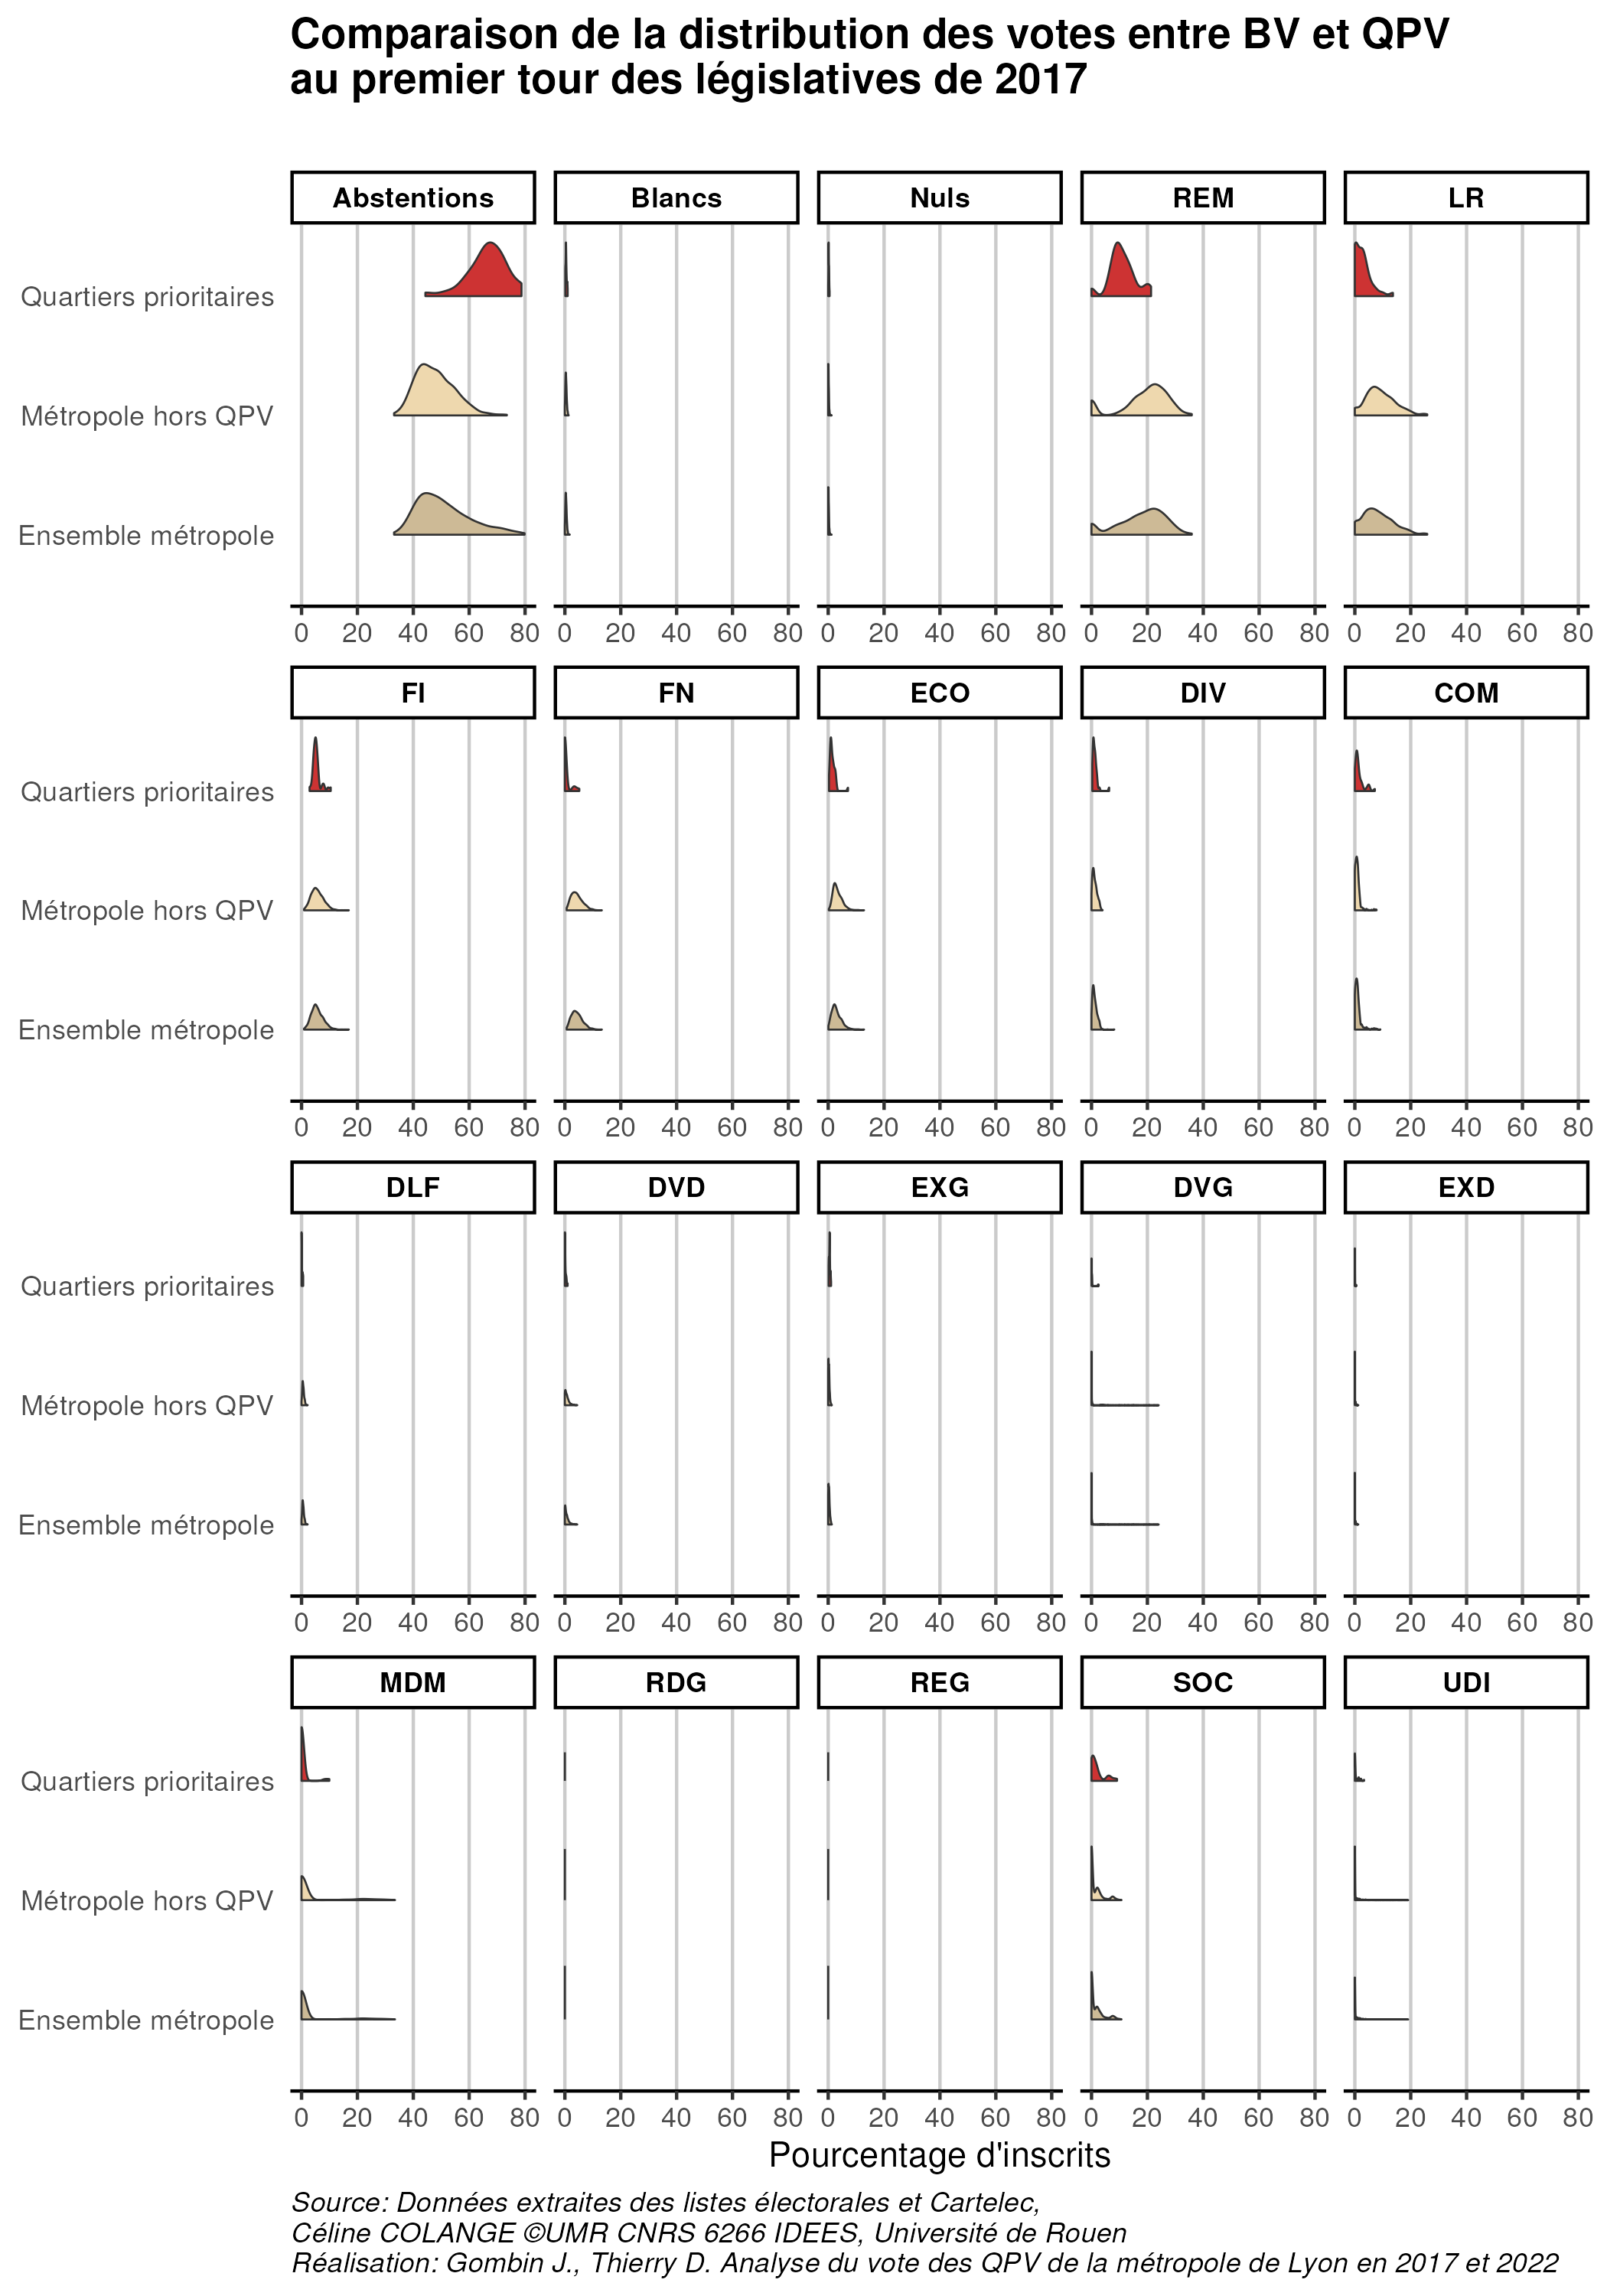 Comparaison de la distribution des votes entre BV et QPV
au premier tour des législatives de 2017
Abstentions Blancs Nuls REM LR
Quartiers prioritaires
Métropole hors QPV
Ensemble métropole
0 20 40 60 80 0 20 40 60 80 0 20 40 60 80 0 20 40 60 80 0 20 40 60 80
FI FN ECO DIV COM
Quartiers prioritaires
Métropole hors QPV
Ensemble métropole
0 20 40 60 80 0 20 40 60 80 0 20 40 60 80 0 20 40 60 80 0 20 40 60 80
DLF DVD EXG DVG EXD
Quartiers prioritaires
Métropole hors QPV
Ensemble métropole
0 20 40 60 80 0 20 40 60 80 0 20 40 60 80 0 20 40 60 80 0 20 40 60 80
MDM RDG REG SOC UDI
Quartiers prioritaires
Métropole hors QPV
Ensemble métropole
0 20 40 60 80 0 20 40 60 80 0 20 40 60 80 0 20 40 60 80 0 20 40 60 80
Pourcentage d'inscrits
Source: Données extraites des listes électorales et Cartelec,
Céline COLANGE ©UMR CNRS 6266 IDEES, Université de Rouen
Réalisation: Gombin J., Thierry D. Analyse du vote des QPV de la métropole de Lyon en 2017 et 2022